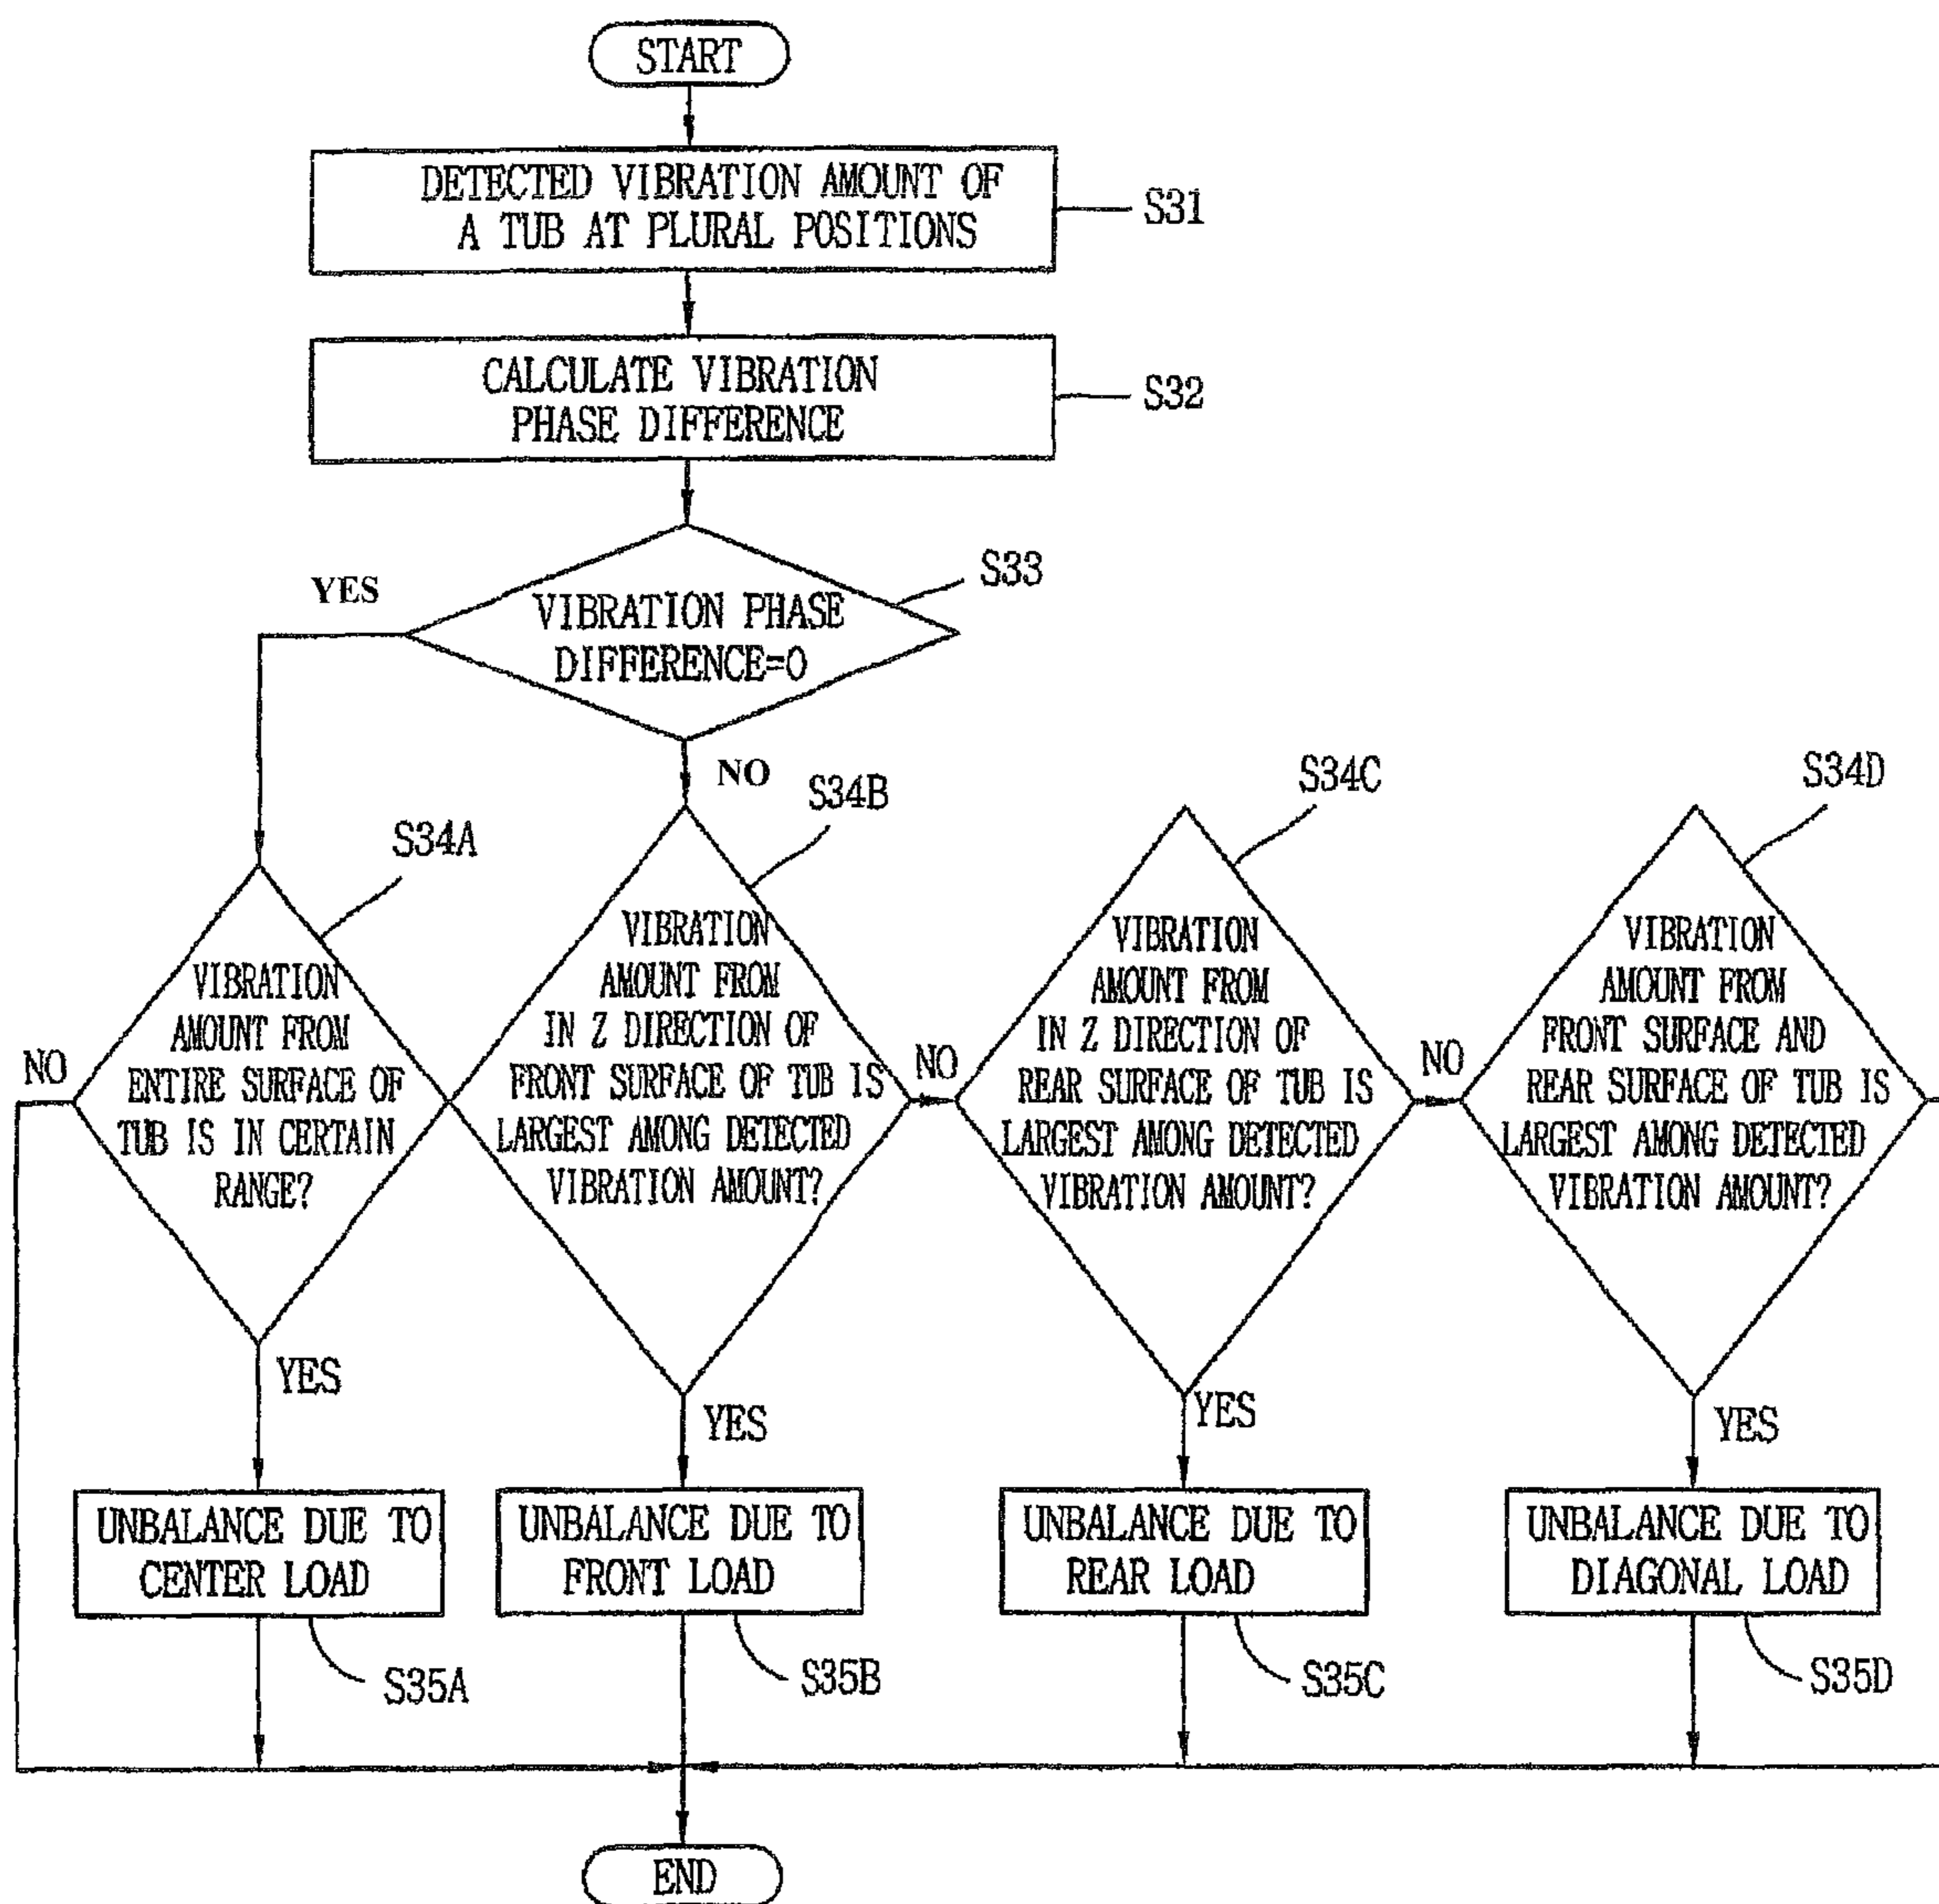 START
DETECTED VIBRATION AMOUNT OF
A TUB AT PLURAL POSITIONS
S31
CALCULATE VIBRATION
PHASE DIFFERENCE
S32
YES
S33
VIBRATION PHASE
DIFFERENCE=0
NO
S34A
VIBRATION
AMOUNT FROM
ENTIRE SURFACE OF
TUB IS IN CERTAIN
RANGE?
NO
YES
S34B
VIBRATION
AMOUNT FROM
IN Z DIRECTION OF
FRONT SURFACE OF TUB IS
LARGEST AMONG DETECTED
VIBRATION AMOUNT?
NO
YES
S34C
VIBRATION
AMOUNT FROM
IN Z DIRECTION OF
REAR SURFACE OF TUB IS
LARGEST AMONG DETECTED
VIBRATION AMOUNT?
NO
YES
S34D
VIBRATION
AMOUNT FROM
FRONT SURFACE AND
REAR SURFACE OF TUB IS
LARGEST AMONG DETECTED
VIBRATION AMOUNT?
YES
UNBALANCE DUE TO
CENTER LOAD
S35A
UNBALANCE DUE TO
FRONT LOAD
S35B
UNBALANCE DUE TO
REAR LOAD
S35C
UNBALANCE DUE TO
DIAGONAL LOAD
S35D
END